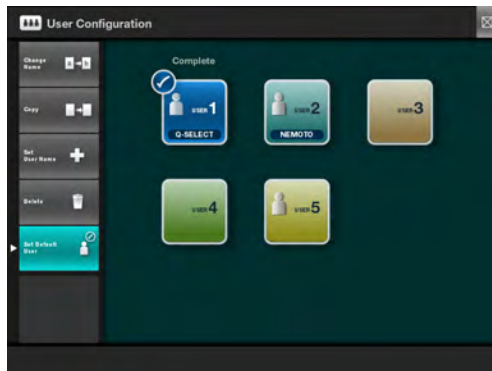 User Configuration
Change
Name
a
b
Copy
Set
User Name
Delete
Set Default
User
Complete
USER 1
Q-SELECT
USER 2
NEMOTO
USER 3
USER 4
USER 5